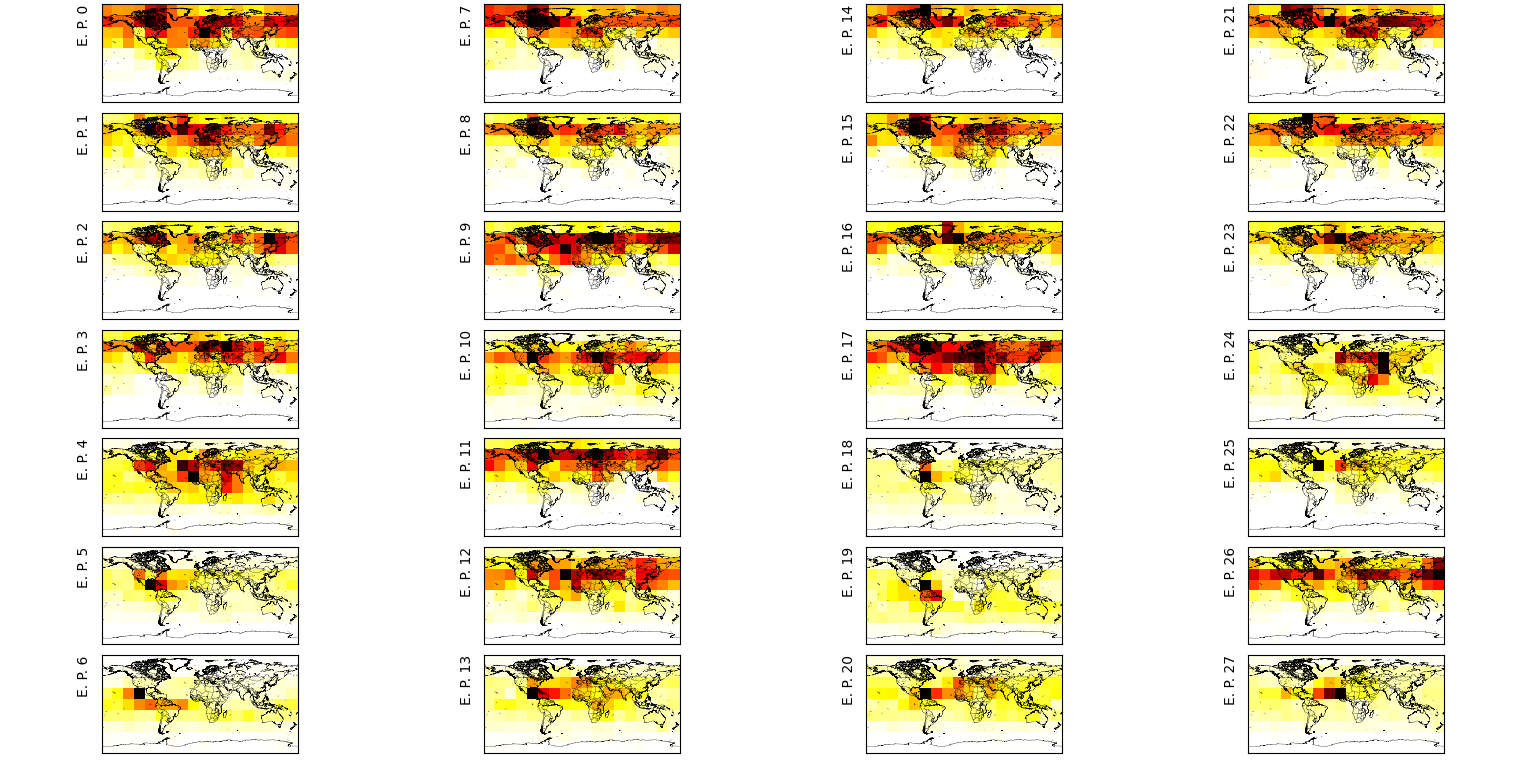 E. P. 0
E. P. 7
E. P. 14
E. P. 21
E. P. 1
E. P. 8
E. P. 15
E. P. 22
E. P. 2
E. P. 9
E. P. 16
E. P. 23
E. P. 3
E. P. 10
E. P. 17
E. P. 24
E. P. 4
E. P. 11
E. P. 18
E. P. 25
E. P. 5
E. P. 12
E. P. 19
E. P. 26
E. P. 6
E. P. 13
E. P. 20
E. P. 27